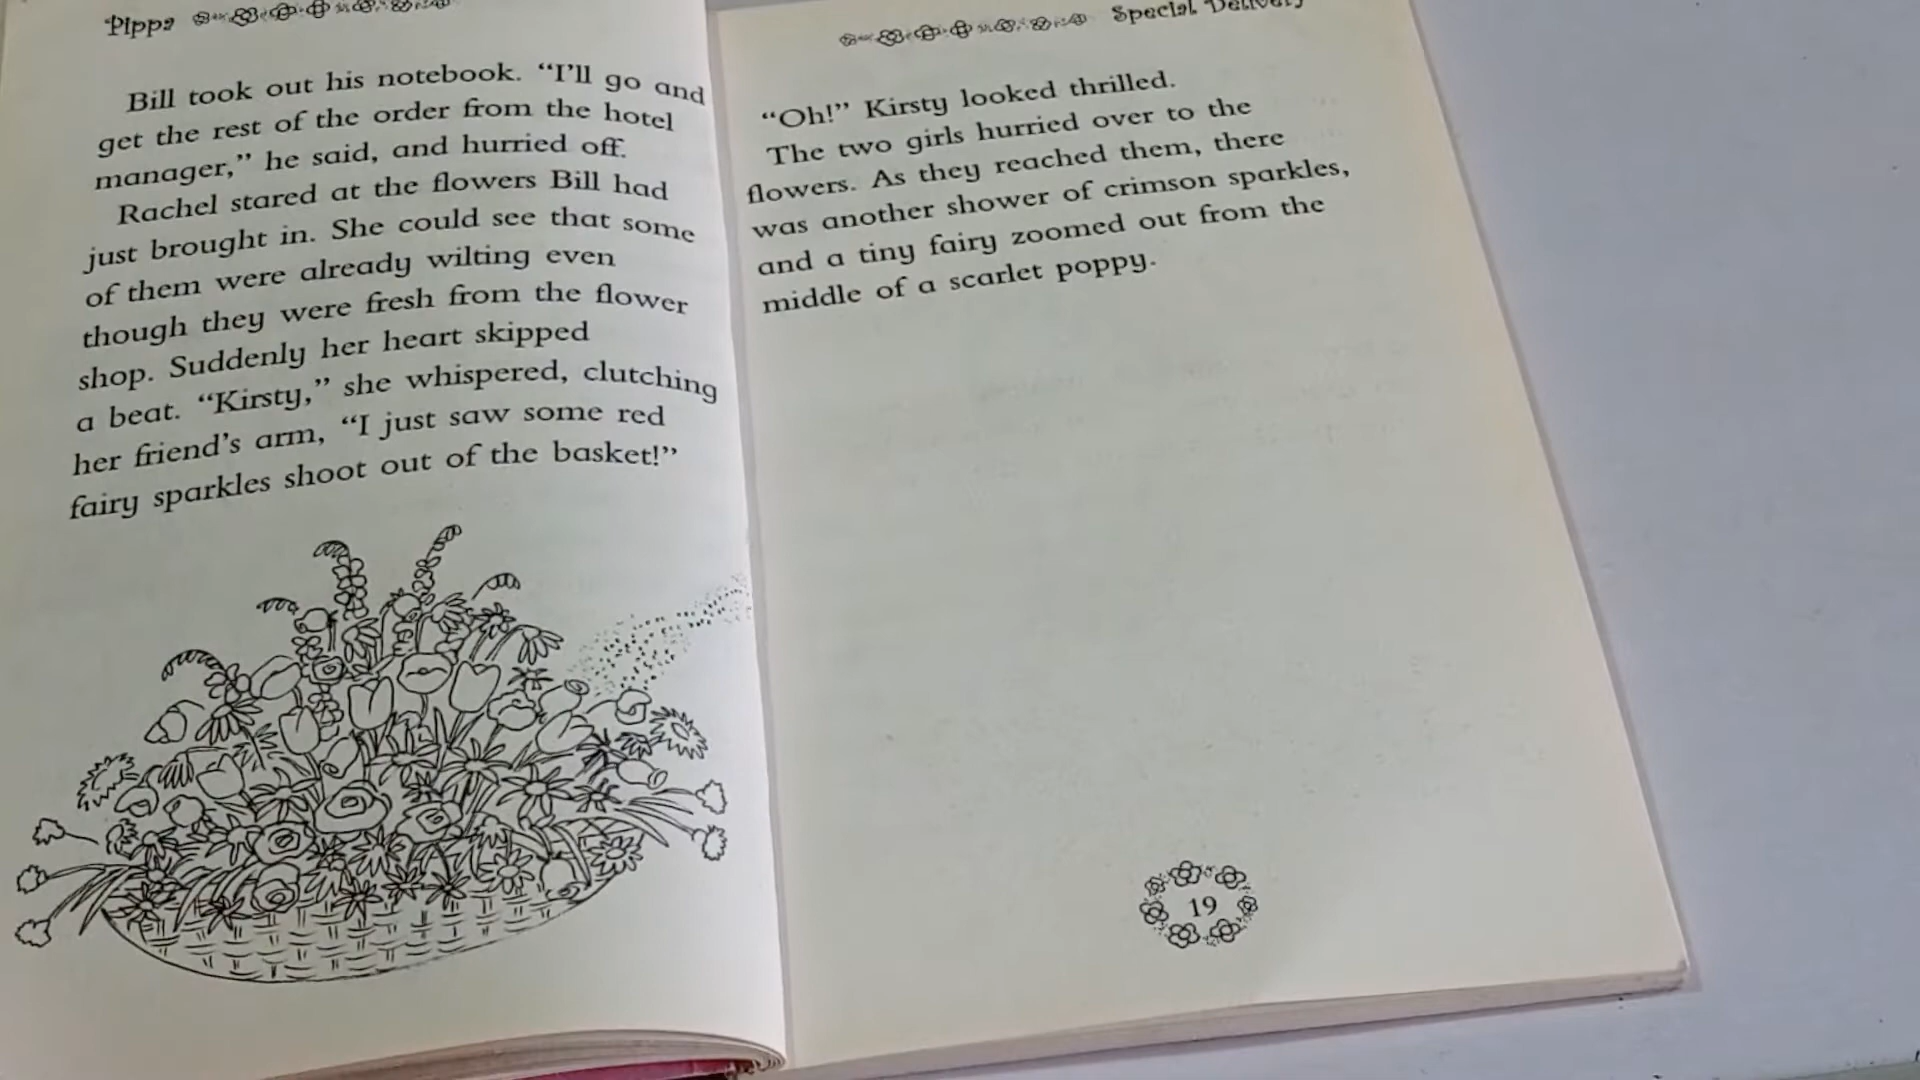 Pippa
Bill took out his notebook. “I’ll go and
get the rest of the order from the hotel
manager,” he said, and hurried off.
Rachel stared at the flowers Bill had
just brought in. She could see that some
of them were already wilting even
though they were fresh from the flower
shop. Suddenly her heart skipped
a beat. “Kirsty,” she whispered, clutching
her friend’s arm, “I just saw some red
fairy sparkles shoot out of the basket!”
Special Delivery
“Oh!” Kirsty looked thrilled.
The two girls hurried over to the
flowers. As they reached them, there
was another shower of crimson sparkles,
and a tiny fairy zoomed out from the
middle of a scarlet poppy.
19